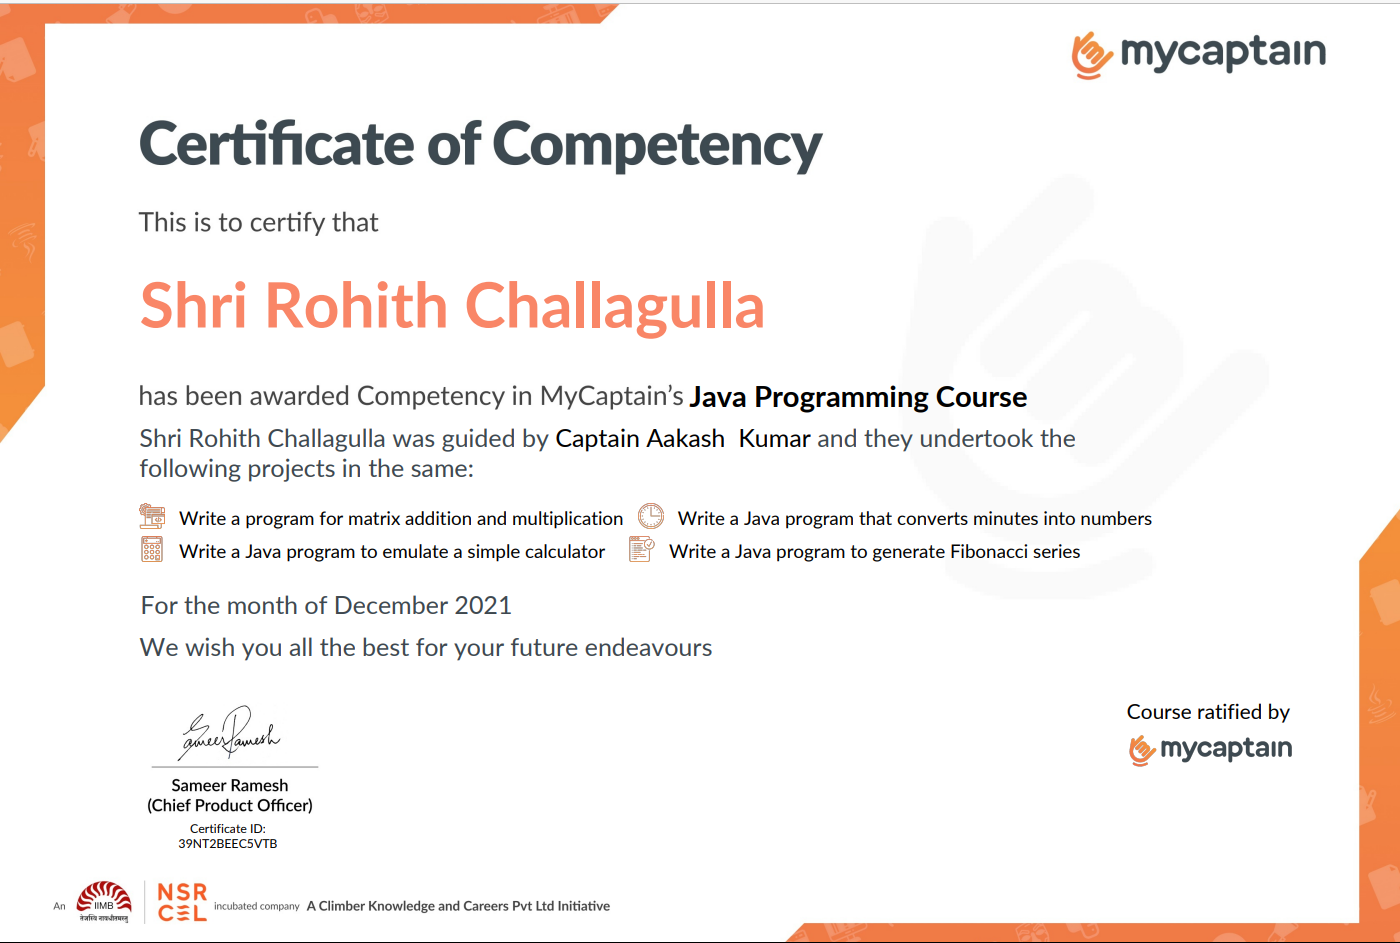 mycaptain
Certificate of Competency
This is to certify that
Shri Rohith Challagulla
has been awarded Competency in MyCaptain's Java Programming Course
Shri Rohith Challagulla was guided by Captain Aakash Kumar and they undertook the
following projects in the same:
Write a program for matrix addition and multiplication Write a Java program that converts minutes into numbers
Write a Java program to emulate a simple calculator Write a Java program to generate Fibonacci series
For the month of December 2021
We wish you all the best for your future endeavours
Course ratified by
mycaptain
Sameer Ramesh
Sameer Ramesh
(Chief Product Officer)
Certificate ID:
39NT2BEEC5VTB
An IIMB NSR incubated company A Climber Knowledge and Careers Pvt Ltd Initiative
तेजस्वि नावधीतमस्तु CEL